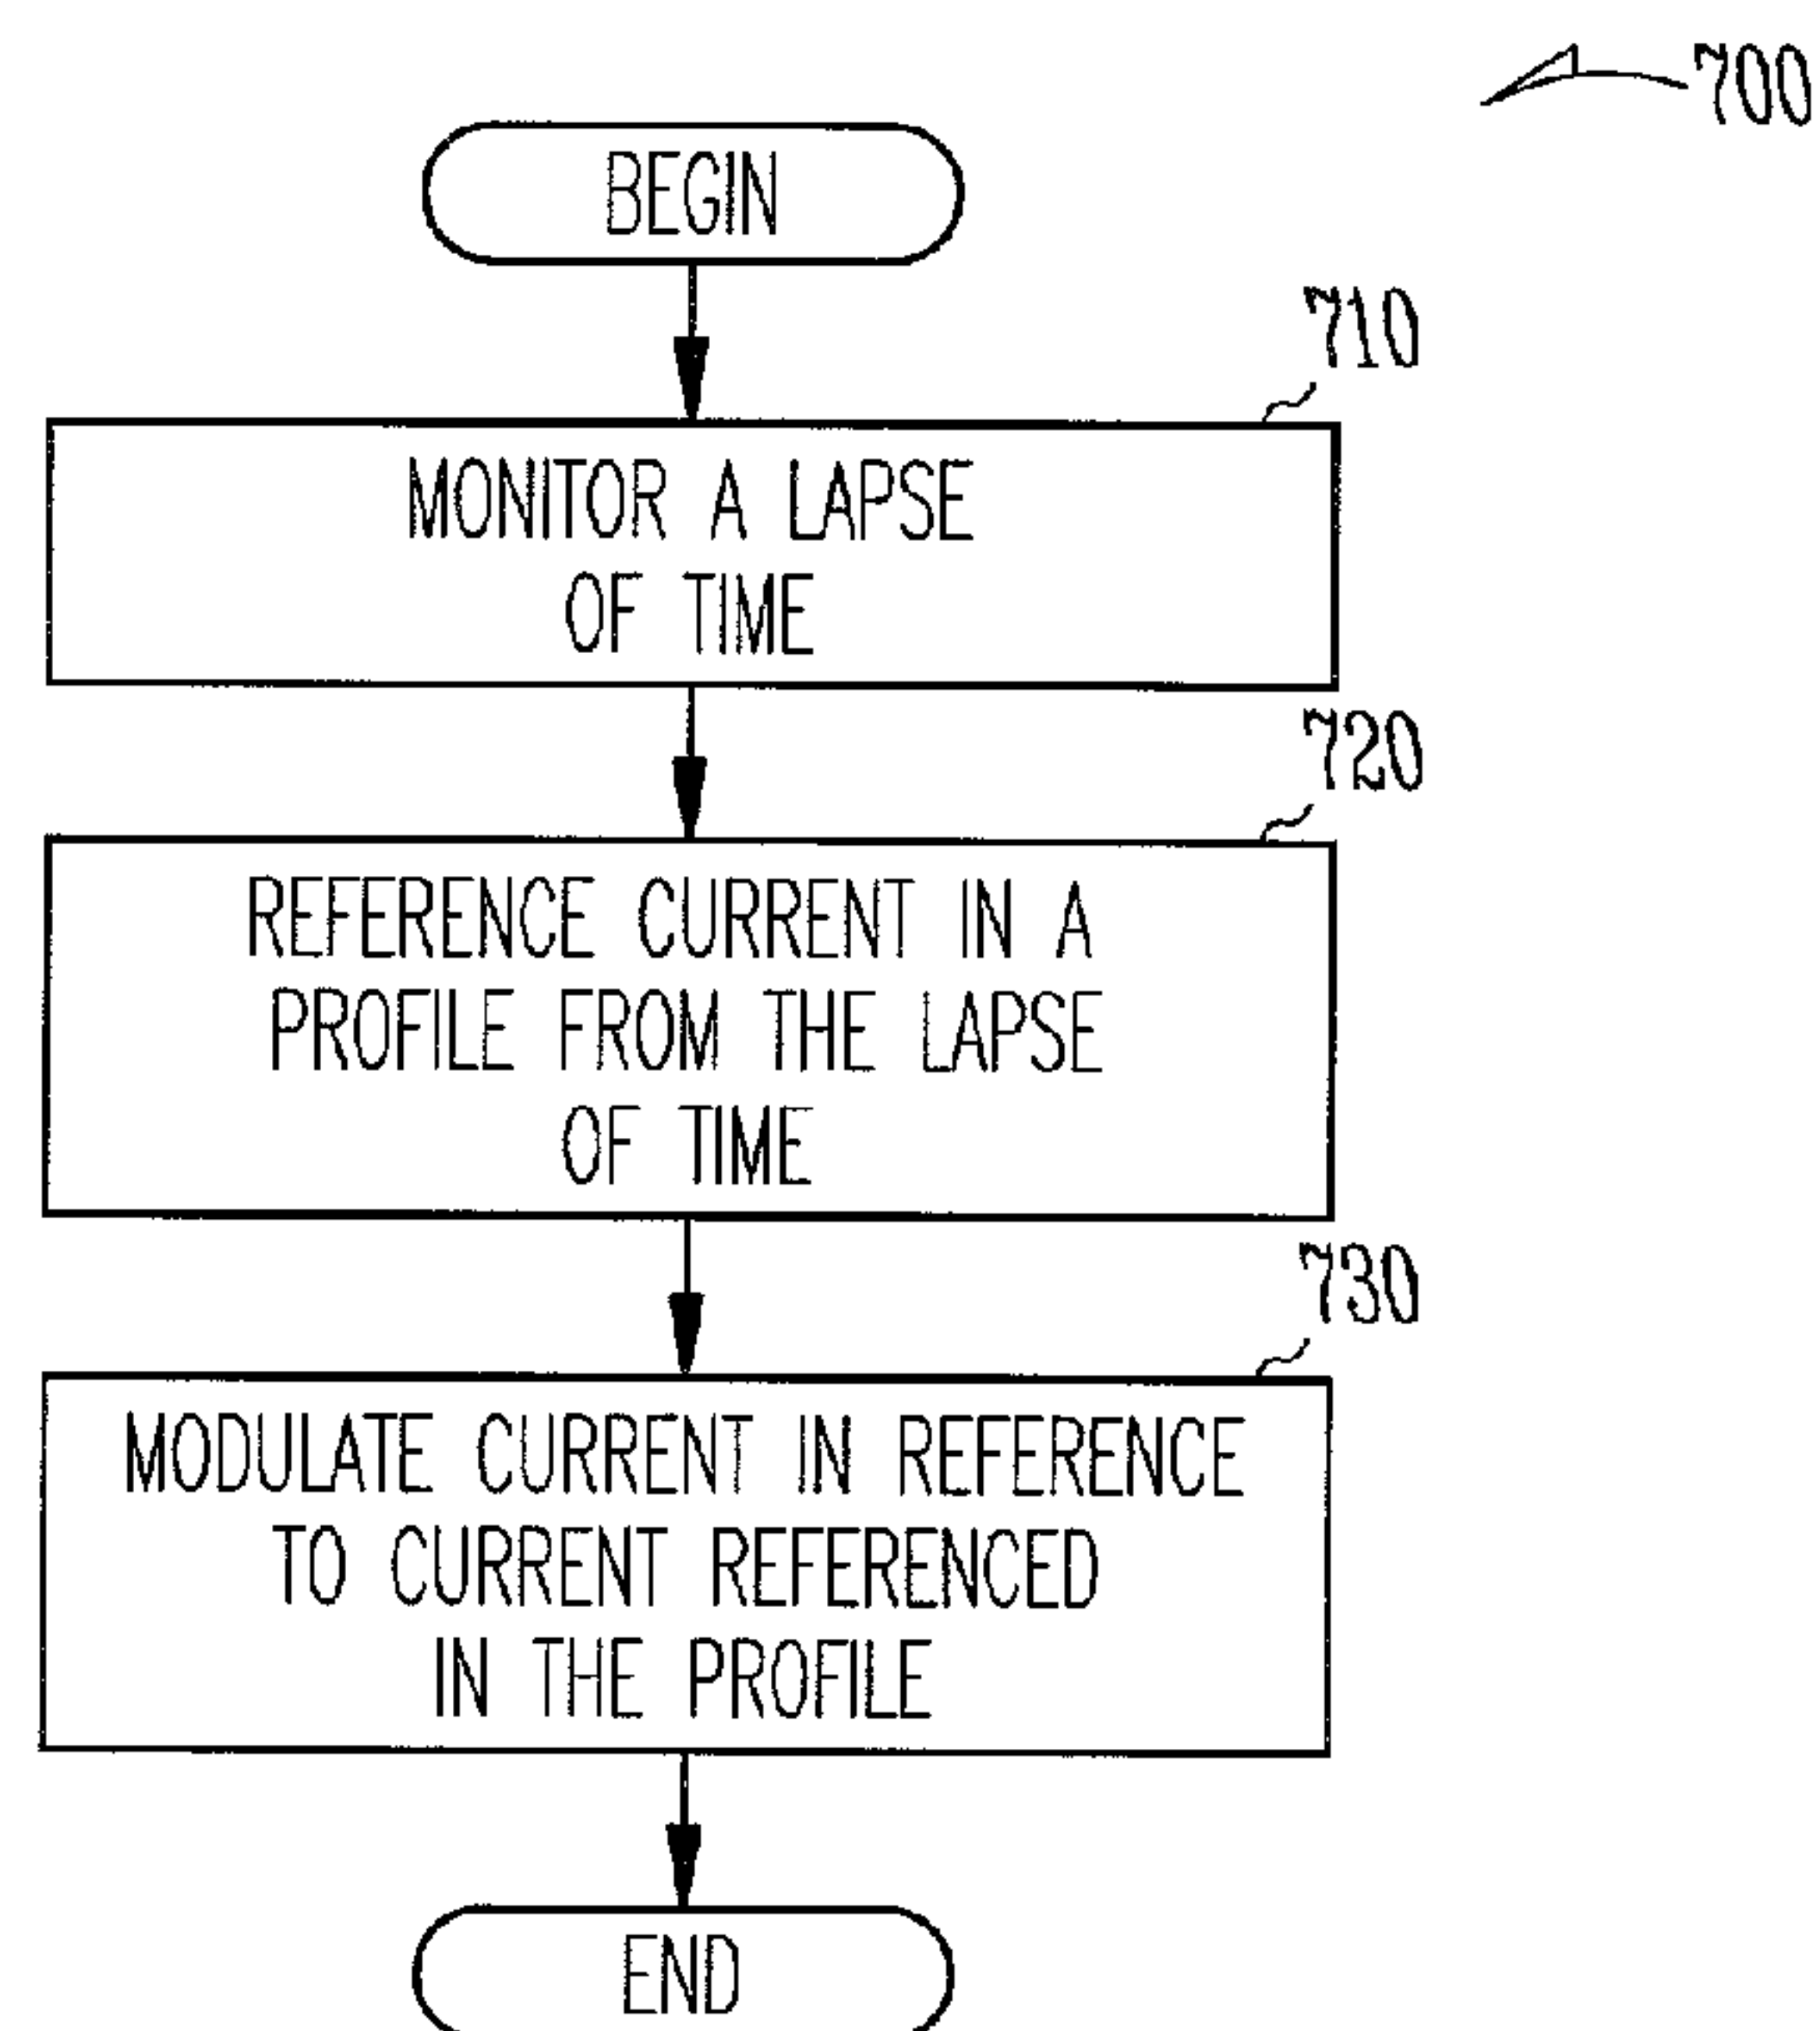 700
BEGIN
710
MONITOR A LAPSE
OF TIME
720
REFERENCE CURRENT IN A
PROFILE FROM THE LAPSE
OF TIME
730
MODULATE CURRENT IN REFERENCE
TO CURRENT REFERENCED
IN THE PROFILE
END